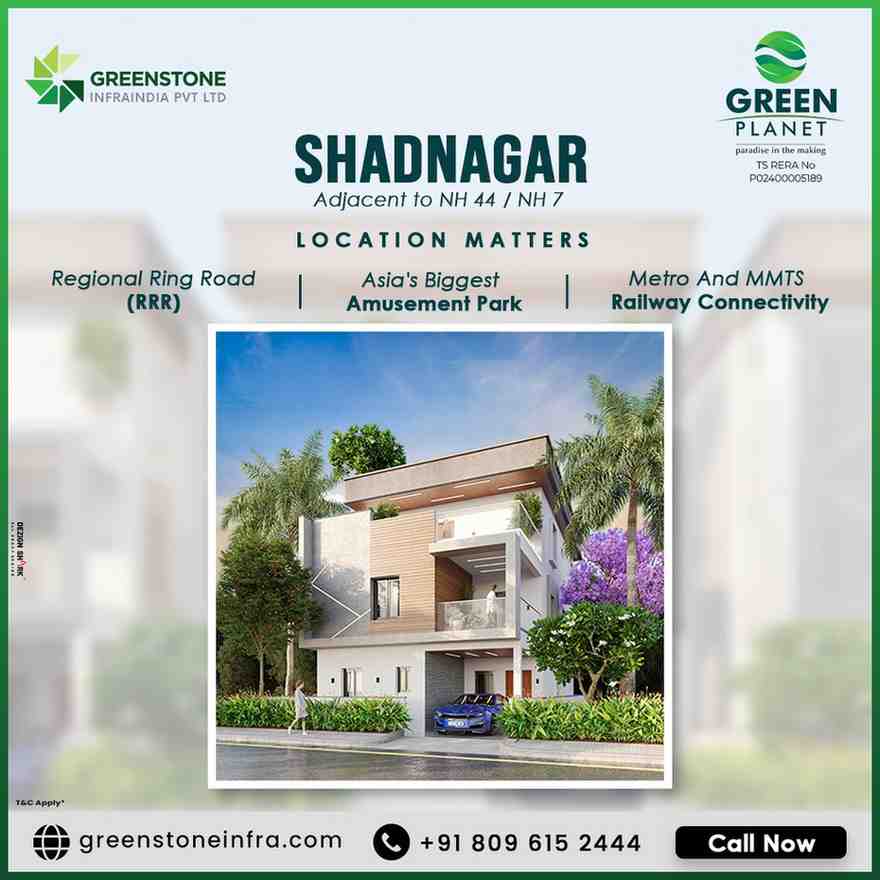 GREENSTONE
INFRAINDIA PVT LTD
GREEN
PLANET
paradise in the making
TS RERA No
P02400005189
SHADNAGAR
Adjacent to NH 44 / NH 7
LOCATION MATTERS
Regional Ring Road
(RRR)
Asia's Biggest
Amusement Park
Metro And MMTS
Railway Connectivity
DEZIGN SHARK
T&C Apply*
greenstoneinfra.com
+91 809 615 2444
Call Now